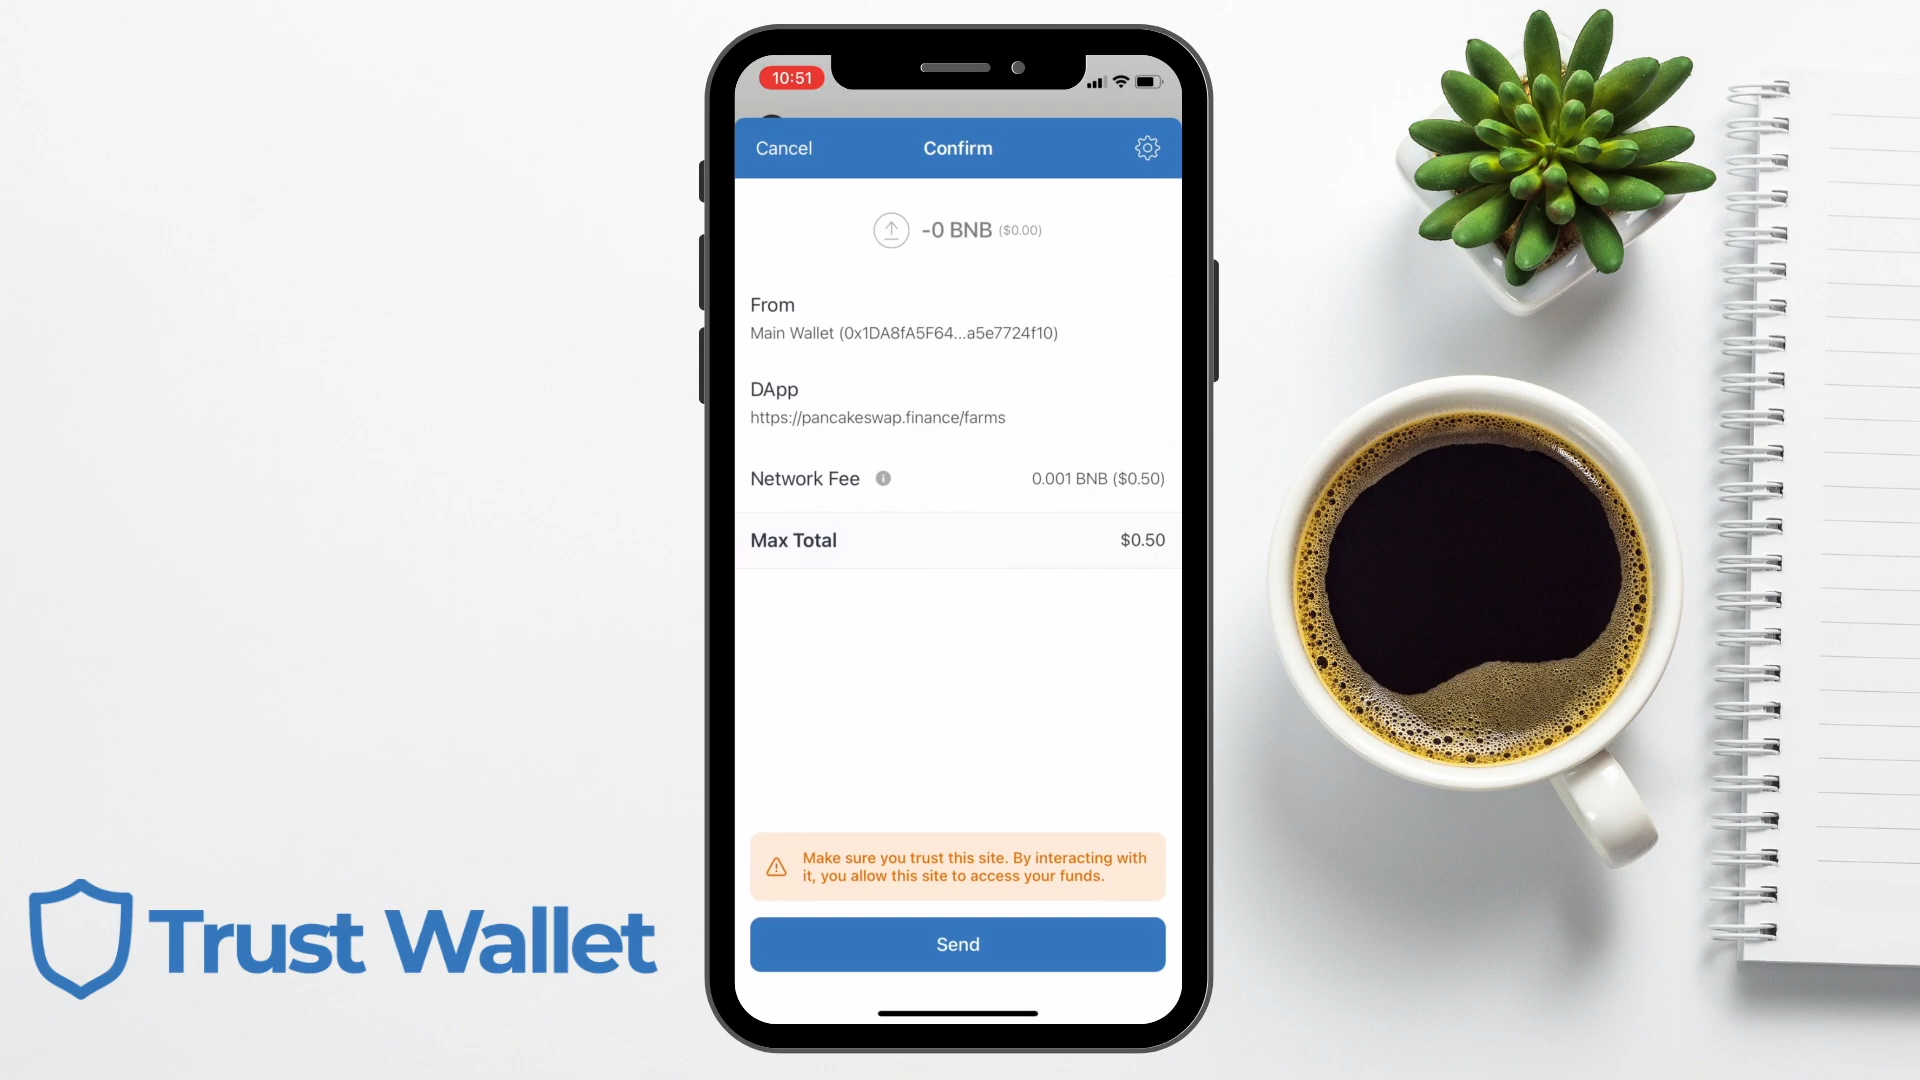 10:51
Cancel
Confirm
-0 BNB ($0.00)
From
Main Wallet (0x1DA8fA5F64...a5e7724f10)
DApp
https://pancakeswap.finance/farms
Network Fee
0.001 BNB ($0.50)
Max Total
$0.50
Make sure you trust this site. By interacting with
it, you allow this site to access your funds.
Send
Trust Wallet